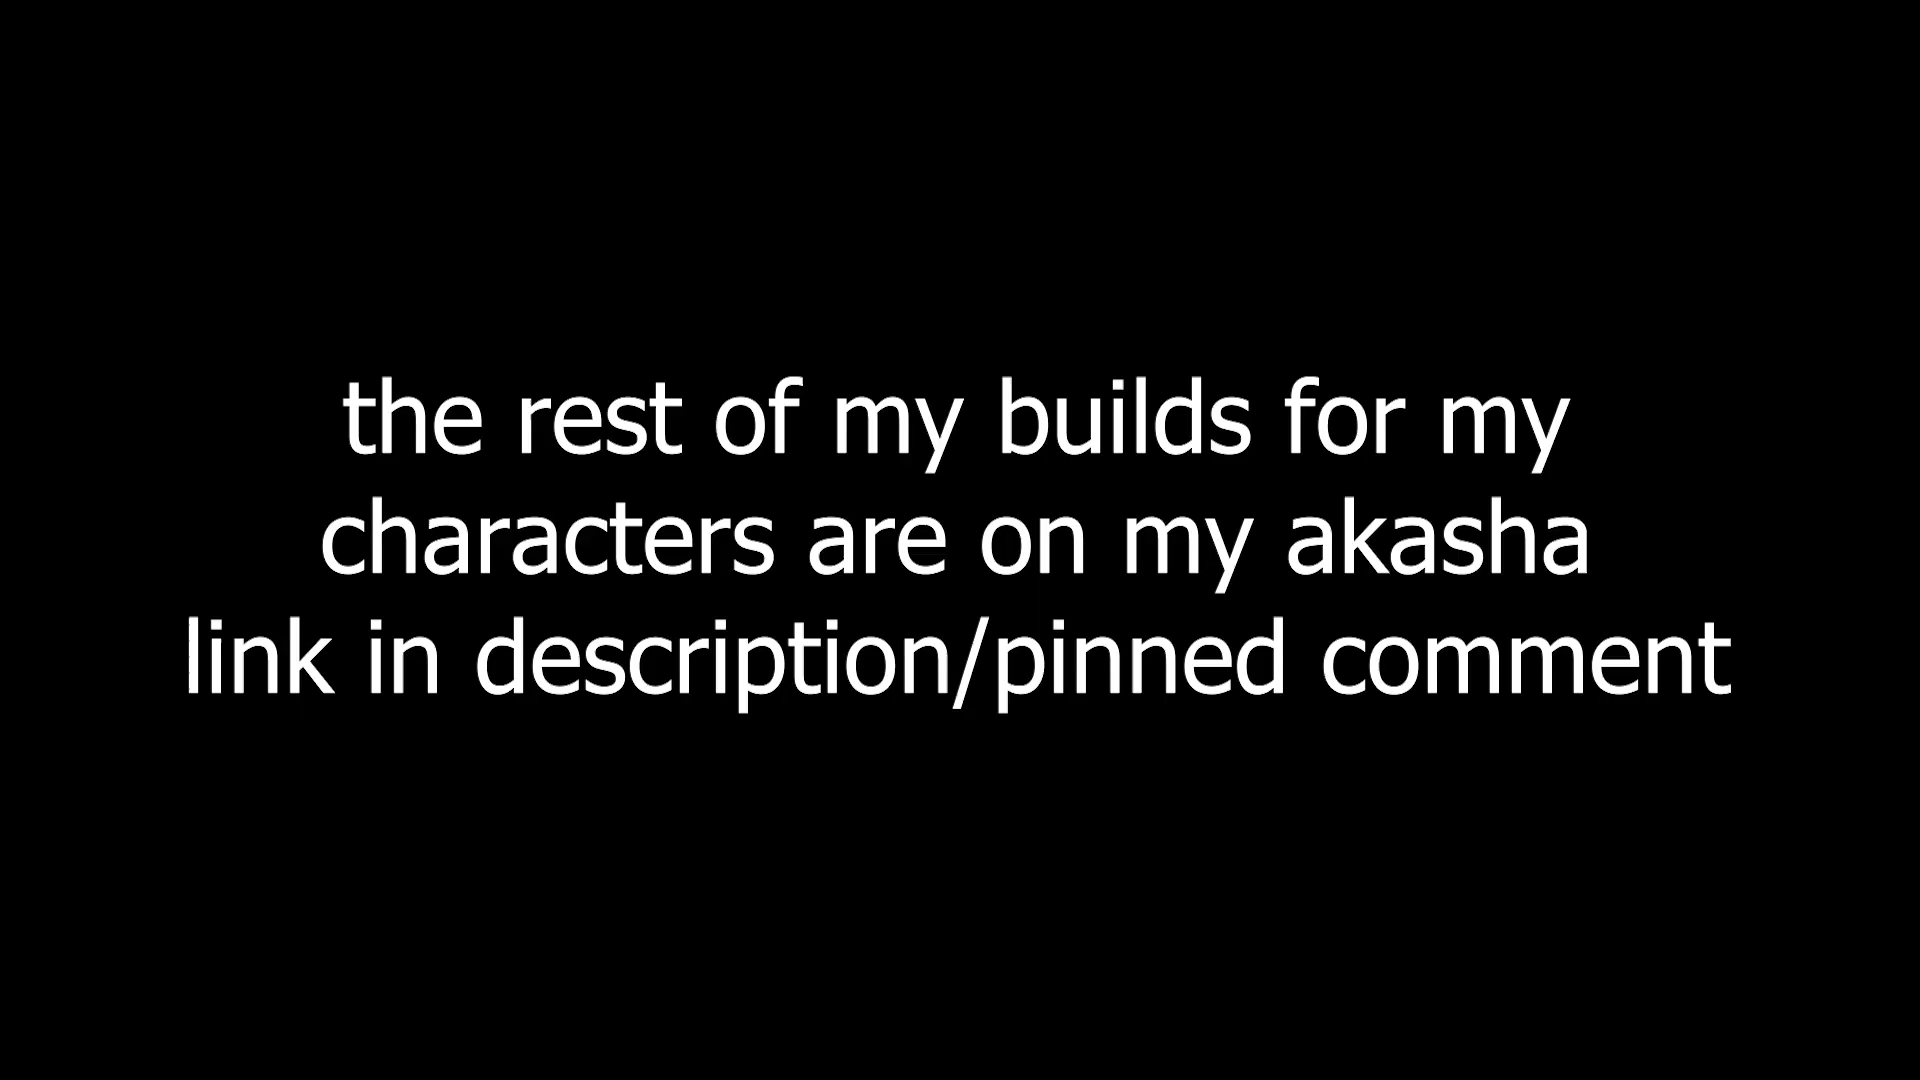 the rest of my builds for my
characters are on my akasha
link in description/pinned comment